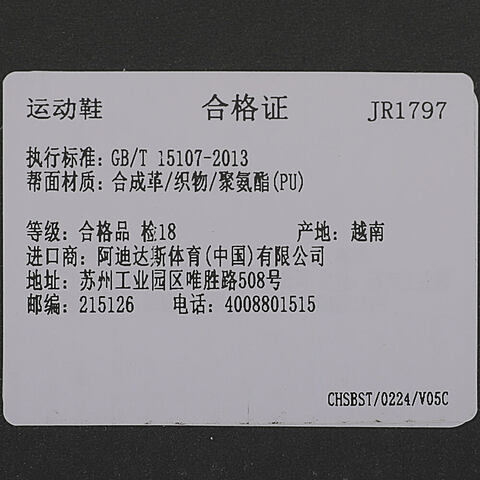 运动鞋 合格证 JR1797
执行标准: GB/T 15107-2013
帮面材质: 合成革/织物/聚氨酯(PU)
等级: 合格品 检18 产地: 越南
进口商: 阿迪达斯体育(中国)有限公司
地址: 苏州工业园区唯胜路508号
邮编: 215126 电话: 4008801515
CHSBST/0224/V05C